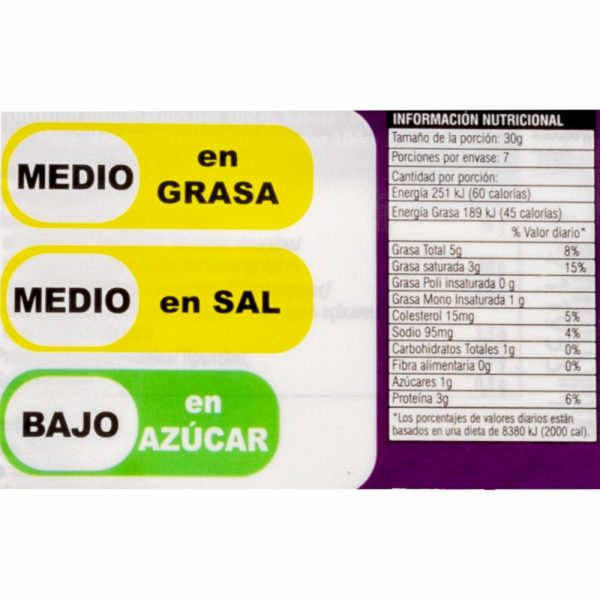 MEDIO en GRASA
MEDIO en SAL
BAJO en AZÚCAR
INFORMACIÓN NUTRICIONAL
Tamaño de la porción: 30g
Porciones por envase: 7
Cantidad por porción:
Energía 251 kJ (60 calorías)
Energía Grasa 189 kJ (45 calorías)
% Valor diario*
Grasa Total 5g 8%
Grasa saturada 3g 15%
Grasa Poli insaturada 0 g
Grasa Mono Insaturada 1 g
Colesterol 15mg 5%
Sodio 95mg 4%
Carbohidratos Totales 1g 0%
Fibra alimentaria 0g 0%
Azúcares 1g
Proteína 3g 6%
*Los porcentajes de valores diarios están
basados en una dieta de 8380 kJ (2000 cal).